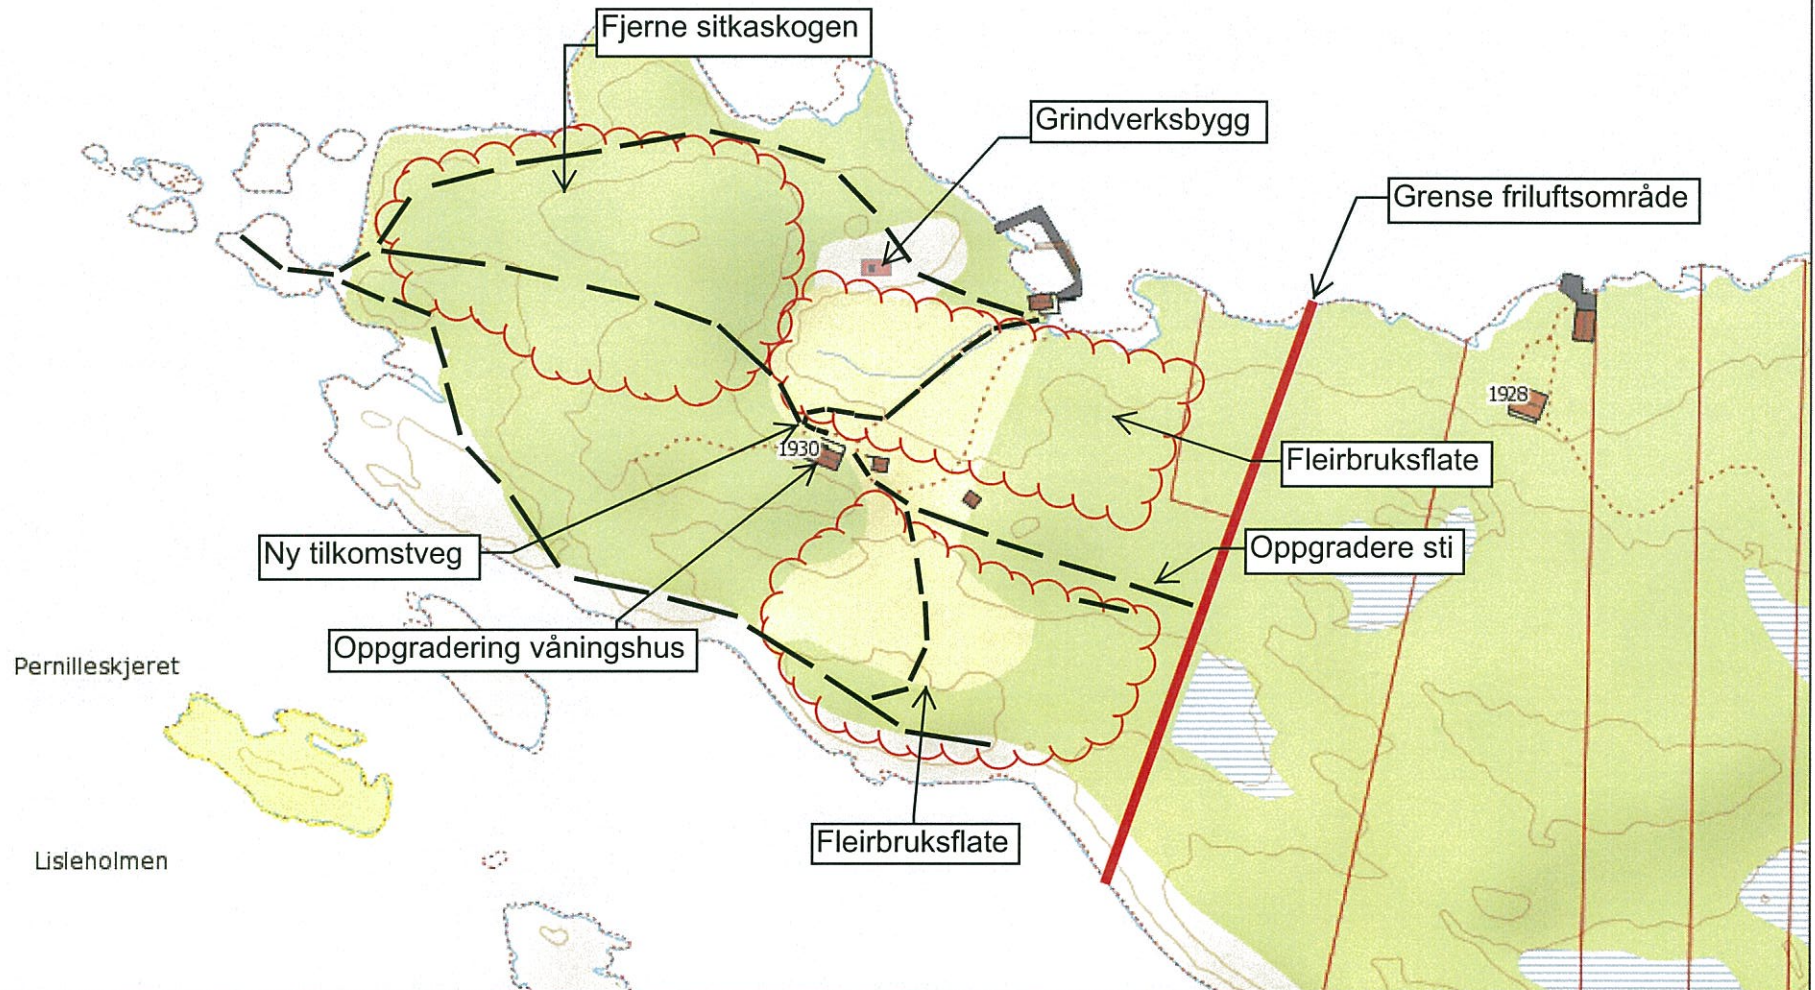 Fjerne sitkaskogen
Grindverksbygg
Grense friluftsområde
1928
1930
Fleirbruksflate
Ny tilkomstveg
Oppgradere sti
Oppgradering våningshus
Pernilleskjeret
Fleirbruksflate
Lisleholmen